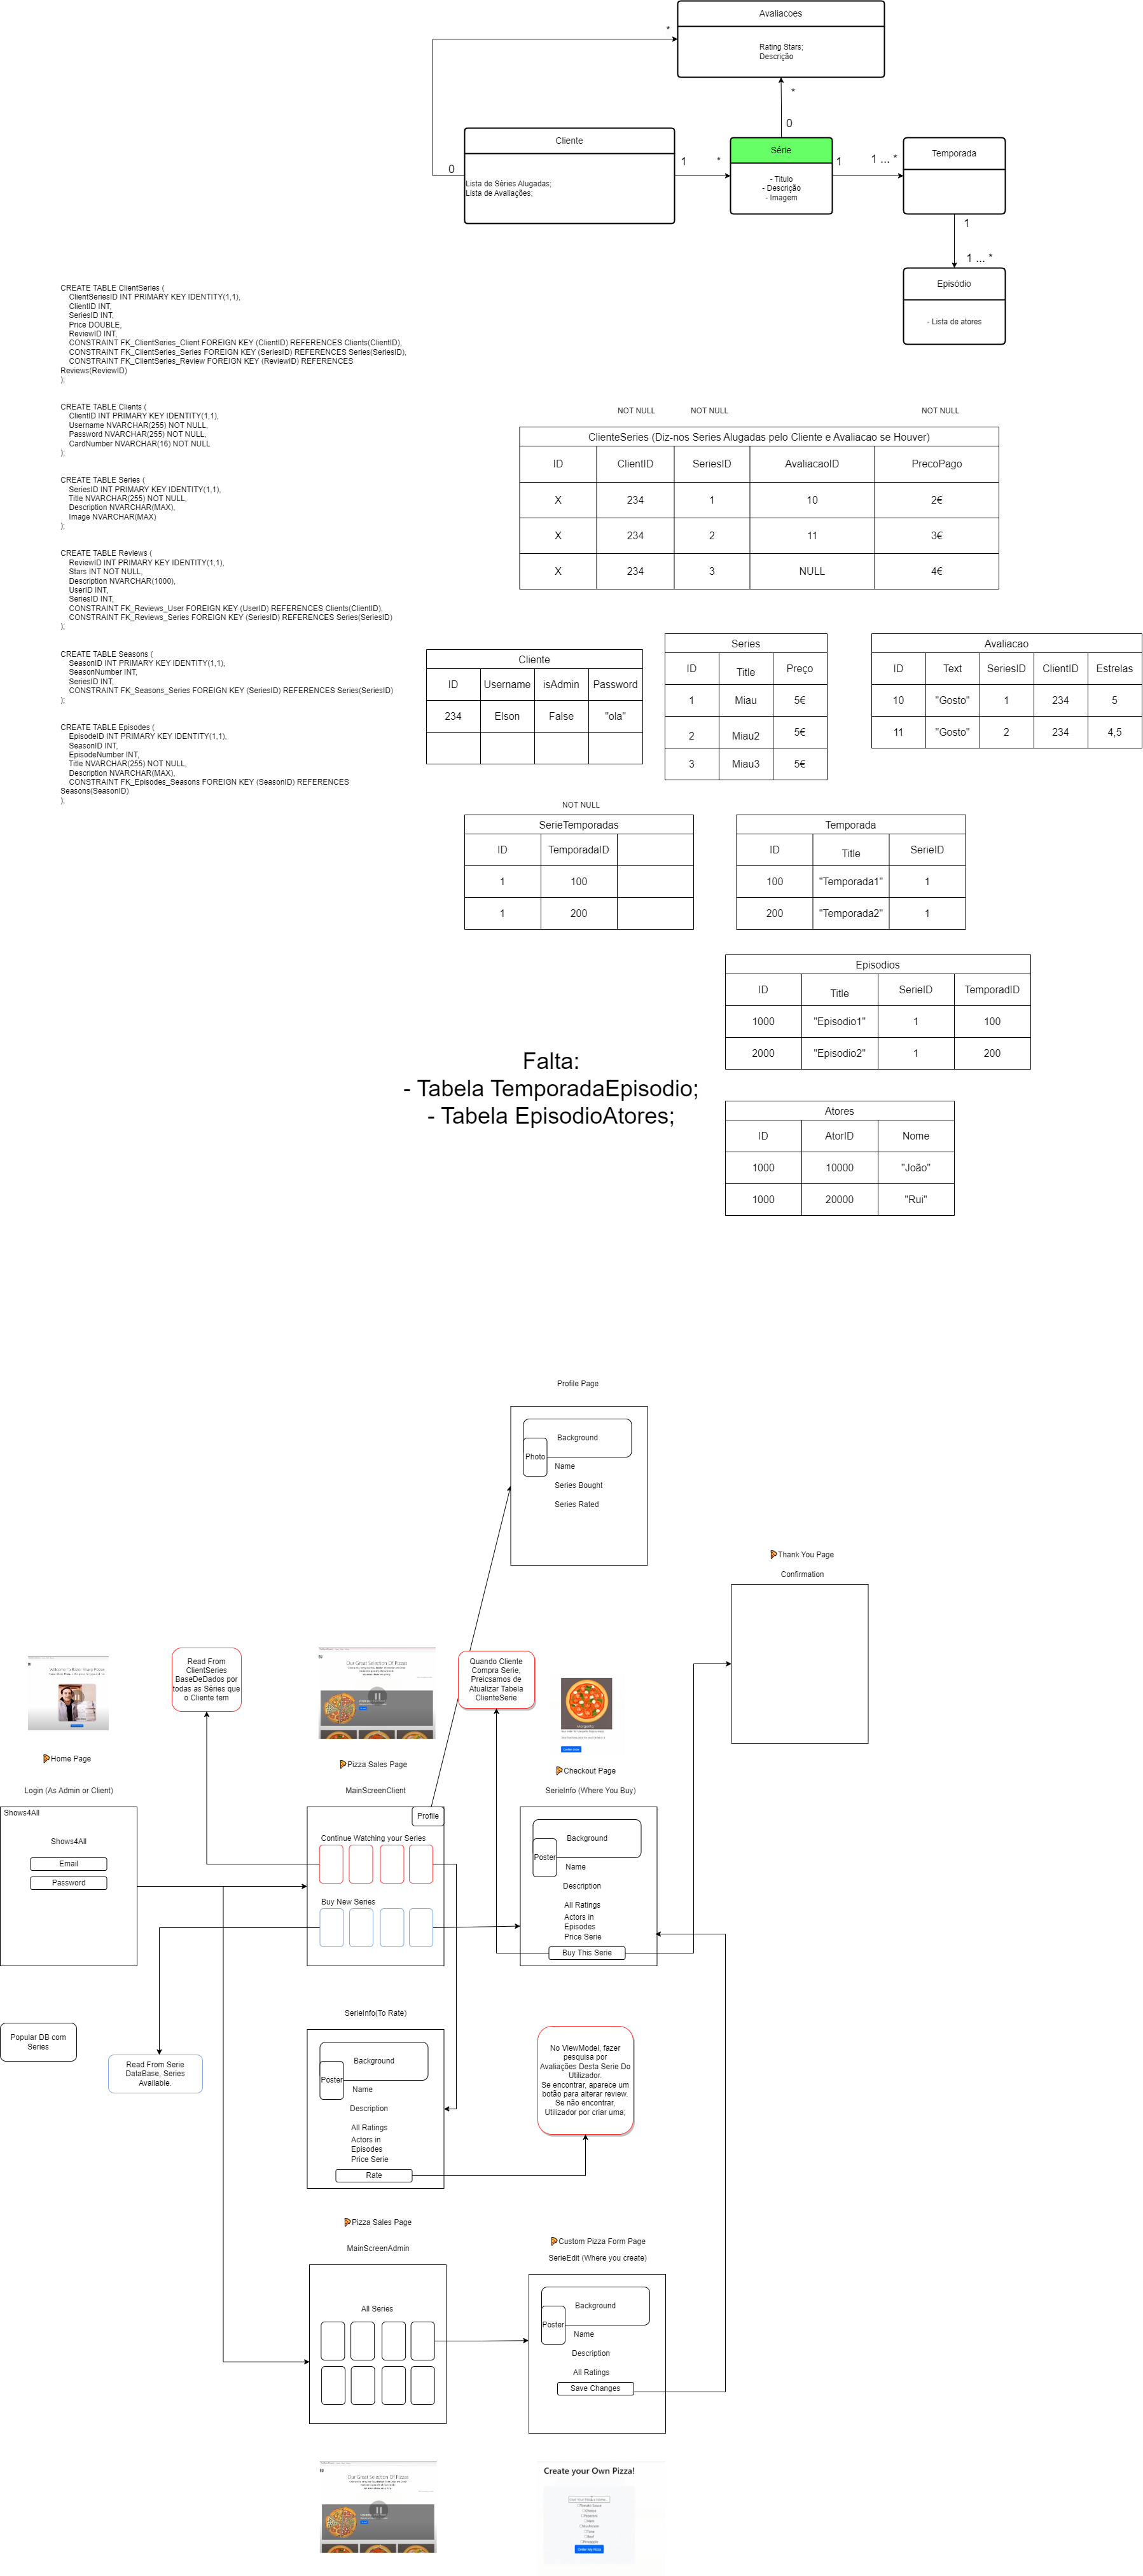 Avaliacoes
Rating Stars;
Descrição
*
*
0
Cliente
Lista de Séries Alugadas;
Lista de Avaliações;
0
1
*
Série
- Titulo
- Descrição
- Imagem
1
1 ... *
Temporada
1
1 ... *
Episódio
- Lista de atores
CREATE TABLE ClientSeries (
ClientSeriesID INT PRIMARY KEY IDENTITY(1,1),
ClientID INT,
SeriesID INT,
Price DOUBLE,
ReviewID INT,
CONSTRAINT FK_ClientSeries_Client FOREIGN KEY (ClientID) REFERENCES Clients(ClientID),
CONSTRAINT FK_ClientSeries_Series FOREIGN KEY (SeriesID) REFERENCES Series(SeriesID),
CONSTRAINT FK_ClientSeries_Review FOREIGN KEY (ReviewID) REFERENCES
Reviews(ReviewID)
);
CREATE TABLE Clients (
ClientID INT PRIMARY KEY IDENTITY(1,1),
Username NVARCHAR(255) NOT NULL,
Password NVARCHAR(255) NOT NULL,
CardNumber NVARCHAR(16) NOT NULL
);
CREATE TABLE Series (
SeriesID INT PRIMARY KEY IDENTITY(1,1),
Title NVARCHAR(255) NOT NULL,
Description NVARCHAR(MAX),
Image NVARCHAR(MAX)
);
CREATE TABLE Reviews (
ReviewID INT PRIMARY KEY IDENTITY(1,1),
Stars INT NOT NULL,
Description NVARCHAR(1000),
UserID INT,
SeriesID INT,
CONSTRAINT FK_Reviews_User FOREIGN KEY (UserID) REFERENCES Clients(ClientID),
CONSTRAINT FK_Reviews_Series FOREIGN KEY (SeriesID) REFERENCES Series(SeriesID)
);
CREATE TABLE Seasons (
SeasonID INT PRIMARY KEY IDENTITY(1,1),
SeasonNumber INT,
SeriesID INT,
CONSTRAINT FK_Seasons_Series FOREIGN KEY (SeriesID) REFERENCES Series(SeriesID)
);
CREATE TABLE Episodes (
EpisodeID INT PRIMARY KEY IDENTITY(1,1),
SeasonID INT,
EpisodeNumber INT,
Title NVARCHAR(255) NOT NULL,
Description NVARCHAR(MAX),
CONSTRAINT FK_Episodes_Seasons FOREIGN KEY (SeasonID) REFERENCES
Seasons(SeasonID)
);
NOT NULL NOT NULL NOT NULL
ClienteSeries (Diz-nos Series Alugadas pelo Cliente e Avaliacao se Houver)
ID ClientID SeriesID AvaliacaoID PrecoPago
X 234 1 10 2€
X 234 2 11 3€
X 234 3 NULL 4€
Cliente
ID Username isAdmin Password
234 Elson False "ola"
Series
ID Title Preço
1 Miau 5€
2 Miau2 5€
3 Miau3 5€
Avaliacao
ID Text SeriesID ClientID Estrelas
10 "Gosto" 1 234 5
11 "Gosto" 2 234 4,5
NOT NULL
SerieTemporadas
ID TemporadaID
1 100
1 200
Temporada
ID Title SerieID
100 "Temporada1" 1
200 "Temporada2" 1
Episodios
ID Title SerieID TemporadID
1000 "Episodio1" 1 100
2000 "Episodio2" 1 200
Falta:
- Tabela TemporadaEpisodio;
- Tabela EpisodioAtores;
Atores
ID AtorID Nome
1000 10000 "João"
1000 20000 "Rui"
Profile Page
Background
Photo
Name
Series Bought
Series Rated
Thank You Page
Confirmation
Read From
ClientSeries
BaseDeDados por
todas as Séries que
o Cliente tem
Our Great Selection Of Pizzas
Quando Cliente
Compra Serie,
Preicsamos de
Atualizar Tabela
ClienteSerie
Home Page
Login (As Admin or Client)
Shows4All
Shows4All
Email
Password
Pizza Sales Page
MainScreenClient
Profile
Continue Watching your Series
Buy New Series
Checkout Page
SerieInfo (Where You Buy)
Background
Poster
Name
Description
All Ratings
Actors in
Episodes
Price Serie
Buy This Serie
Popular DB com
Series
Read From Serie
DataBase, Series
Available.
SerieInfo(To Rate)
Background
Poster
Name
Description
All Ratings
Actors in
Episodes
Price Serie
Rate
No ViewModel, fazer
pesquisa por
Avaliações Desta Serie Do
Utilizador.
Se encontrar, aparece um
botão para alterar review.
Se não encontrar,
Utilizador por criar uma;
Pizza Sales Page
MainScreenAdmin
All Series
Custom Pizza Form Page
SerieEdit (Where you create)
Background
Poster
Name
Description
All Ratings
Save Changes
Our Great Selection Of Pizzas
Create your Own Pizza!